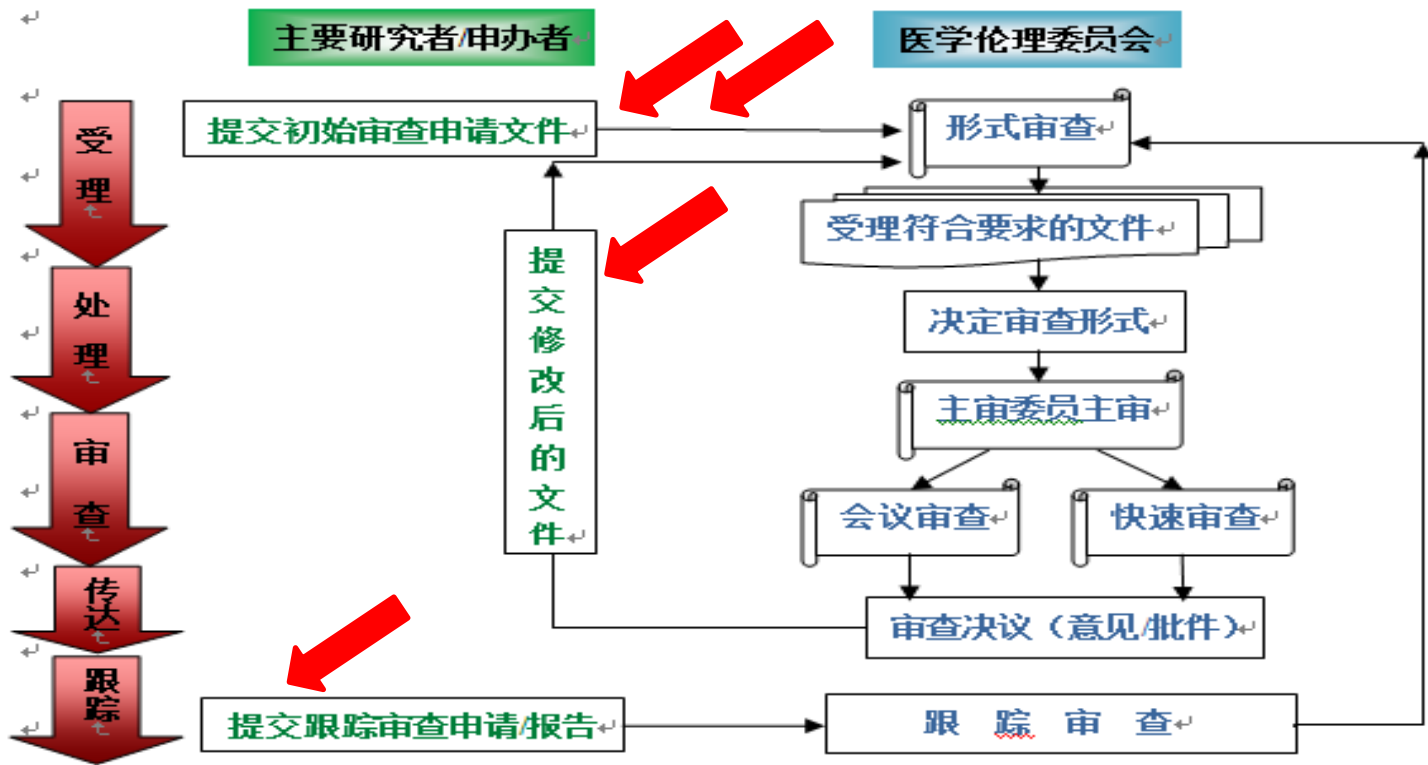 主要研究者/申办者
医学伦理委员会
受
理
提交初始审查申请文件
形式审查
受理符合要求的文件
处
理
提
交
修
改
后
的
文
件
决定审查形式
主审委员主审
审
查
会议审查
快速审查
传
达
审查决议（意见/批件）
跟
踪
提交跟踪审查申请/报告
跟 踪 审 查